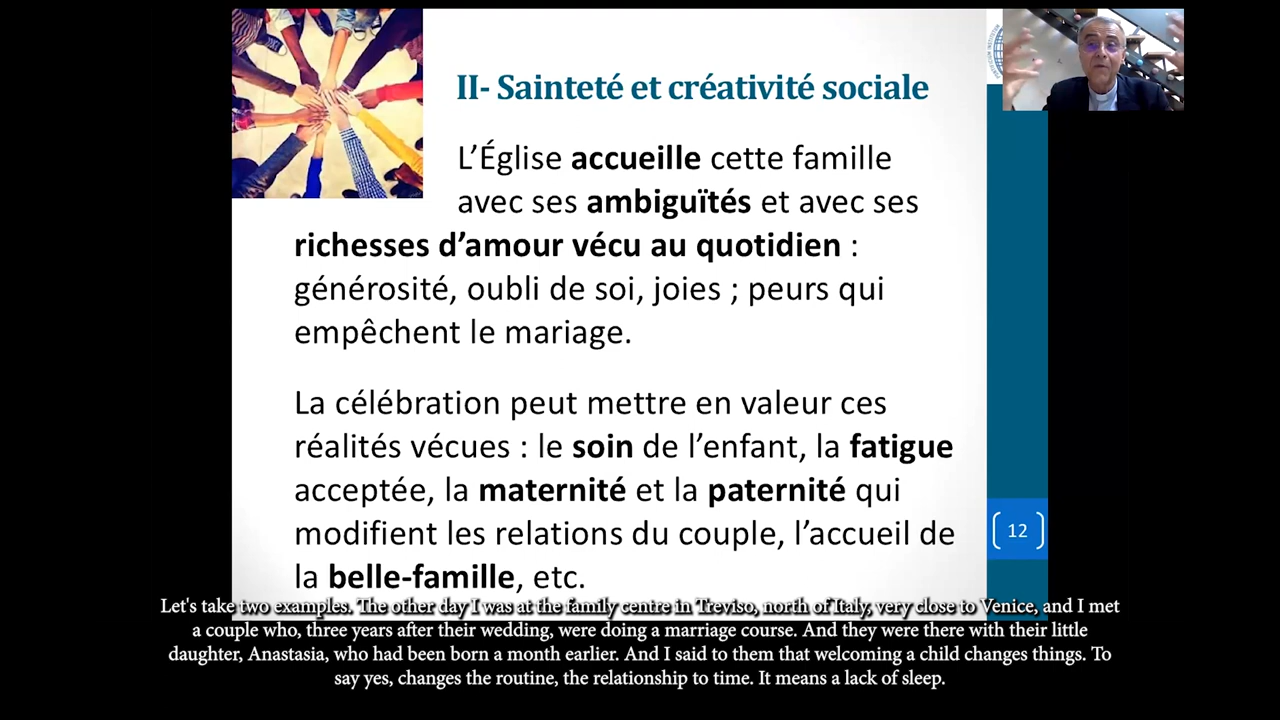 II- Sainteté et créativité sociale
L’Église accueille cette famille
avec ses ambiguïtés et avec ses
richesses d’amour vécu au quotidien :
générosité, oubli de soi, joies ; peurs qui
empêchent le mariage.
La célébration peut mettre en valeur ces
réalités vécues : le soin de l’enfant, la fatigue
acceptée, la maternité et la paternité qui
modifient les relations du couple, l’accueil de
la belle-famille, etc.
12
Let's take two examples. The other day I was at the family centre in Treviso, north of Italy, very close to Venice, and I met
a couple who, three years after their wedding, were doing a marriage course. And they were there with their little
daughter, Anastasia, who had been born a month earlier. And I said to them that welcoming a child changes things. To
say yes, changes the routine, the relationship to time. It means a lack of sleep.